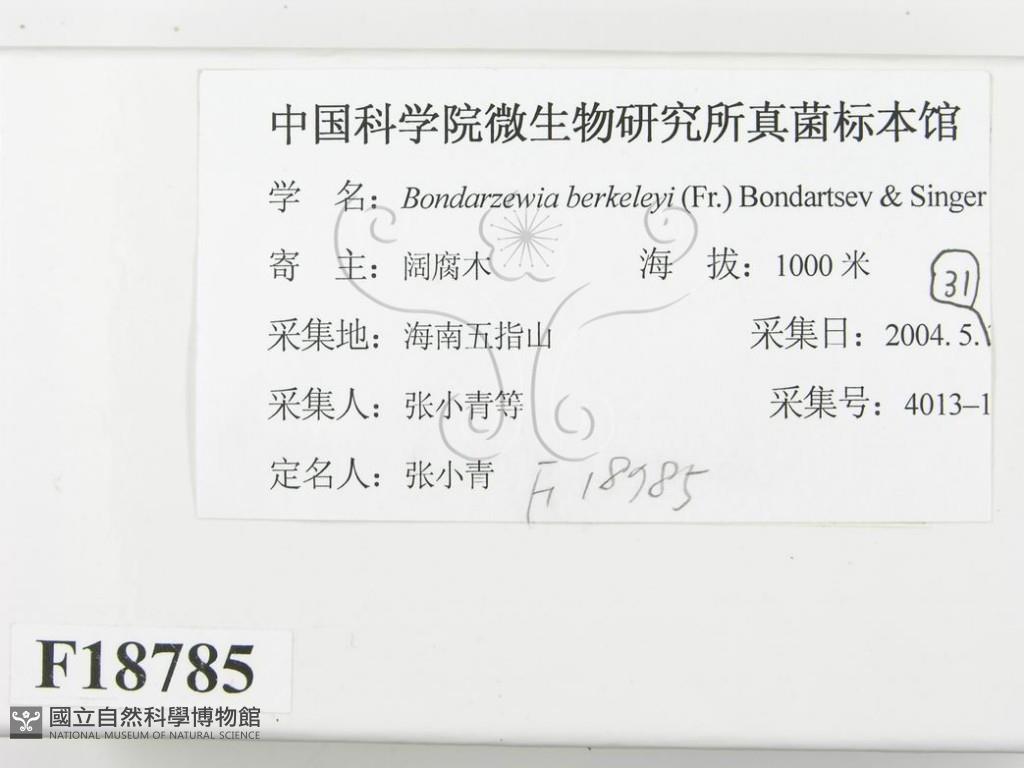 中国科学院微生物研究所真菌标本馆
学 名：Bondarzewia berkeleyi (Fr.) Bondartsev & Singer
寄 主：阔腐木 海 拔：1000 米
31
采集地：海南五指山 采集日：2004. 5.
采集人：张小青等 采集号：4013–1
定名人：张小青
F18985
F18785
國立自然科學博物館
NATIONAL MUSEUM OF NATURAL SCIENCE